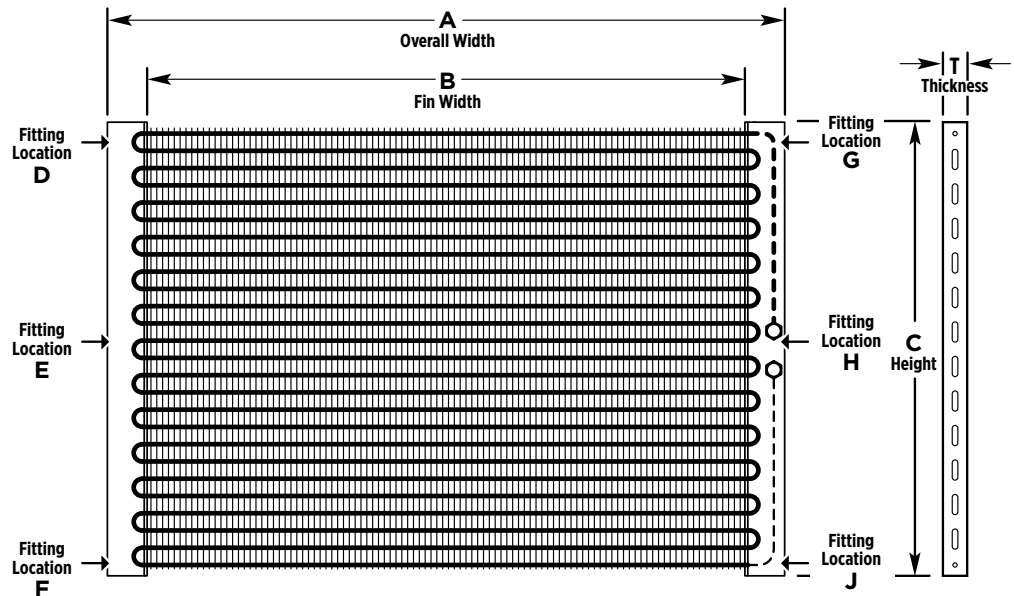 A
Overall Width
B
Fin Width
T
Thickness
Fitting
Location
D
Fitting
Location
G
Fitting
Location
E
Fitting
Location
H
C
Height
Fitting
Location
F
Fitting
Location
J